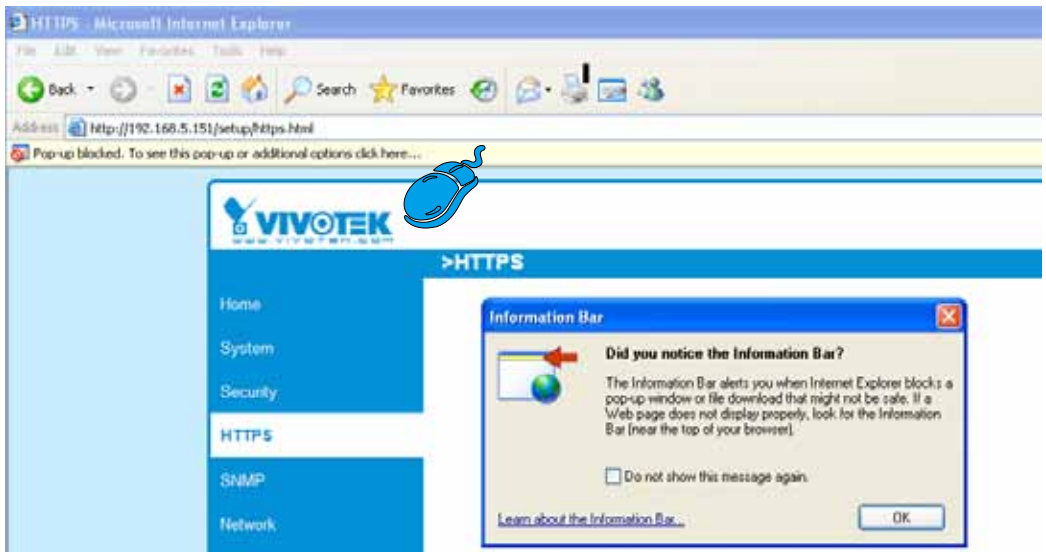 HTTPS - Microsoft Internet Explorer
File Edit View Favorites Tools Help
Back Search Favorites
Address http://192.168.5.151/setup/https.html
Pop-up blocked. To see this pop-up or additional options click here...
VIVOTEK
www.vivotek.com
>HTTPS
Home
System
Security
HTTPS
SNMP
Network
Information Bar
Did you notice the Information Bar?
The Information Bar alerts you when Internet Explorer blocks a
pop-up window or file download that might not be safe. If a
Web page does not display properly, look for the Information
Bar (near the top of your browser).
Do not show this message again.
Learn about the Information Bar...
OK